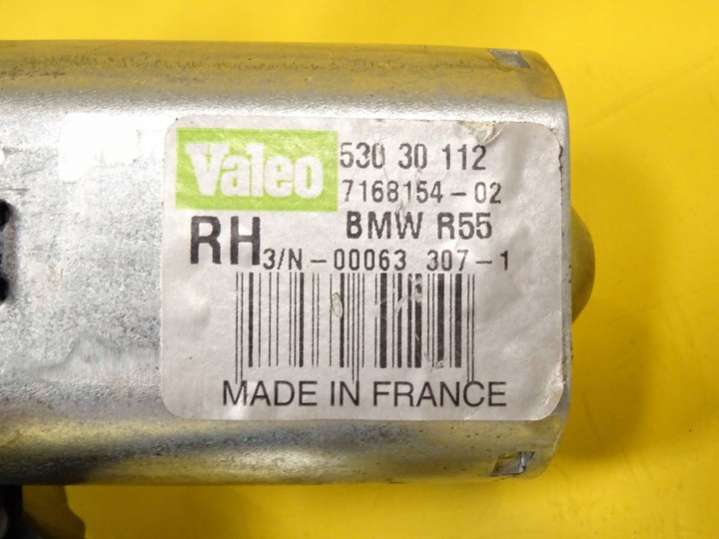 Valeo 530 30 112
7168154-02
RH BMW R55
3/N-00063 307-1
MADE IN FRANCE